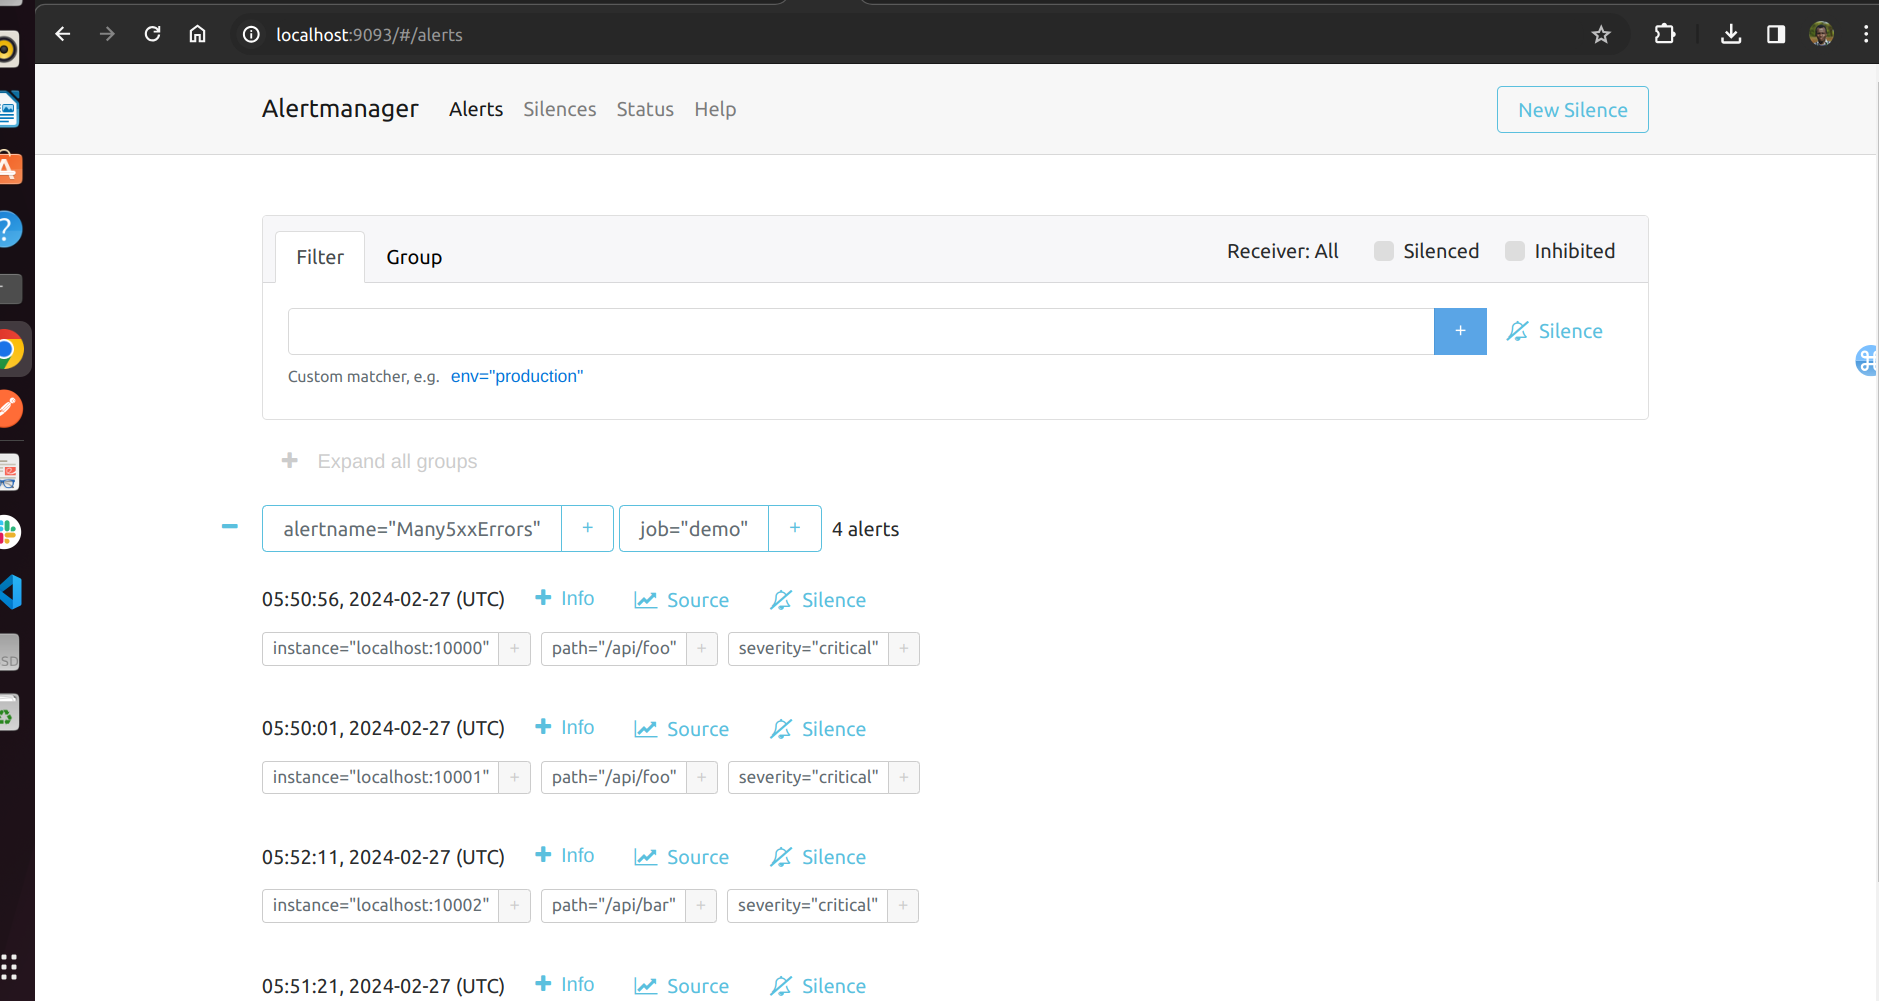 localhost:9093/#/alerts
Alertmanager Alerts Silences Status Help New Silence
Filter Group Receiver: All Silenced Inhibited
+ Silence
Custom matcher, e.g. env="production"
+ Expand all groups
alertname="Many5xxErrors" + job="demo" + 4 alerts
05:50:56, 2024-02-27 (UTC) + Info Source Silence
instance="localhost:10000" + path="/api/foo" + severity="critical" +
05:50:01, 2024-02-27 (UTC) + Info Source Silence
instance="localhost:10001" + path="/api/foo" + severity="critical" +
05:52:11, 2024-02-27 (UTC) + Info Source Silence
instance="localhost:10002" + path="/api/bar" + severity="critical" +
05:51:21, 2024-02-27 (UTC) + Info Source Silence